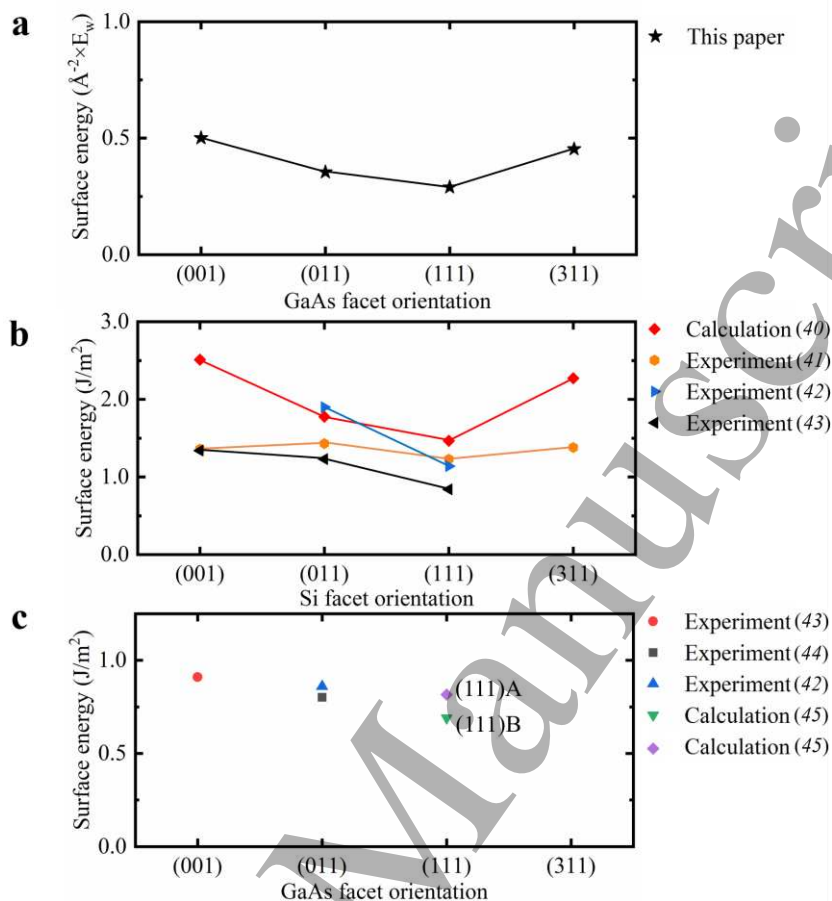 a
1.0
0.5
0.0
Surface energy (Å⁻²×E_w)
(001) (011) (111) (311)
GaAs facet orientation
★ This paper
b
3.0
2.0
1.0
0.0
Surface energy (J/m²)
(001) (011) (111) (311)
Si facet orientation
Calculation (40)
Experiment (41)
Experiment (42)
Experiment (43)
c
1.0
0.5
0.0
Surface energy (J/m²)
(111)A
(111)B
(001) (011) (111) (311)
GaAs facet orientation
Experiment (43)
Experiment (44)
Experiment (42)
Calculation (45)
Calculation (45)
Manuscri